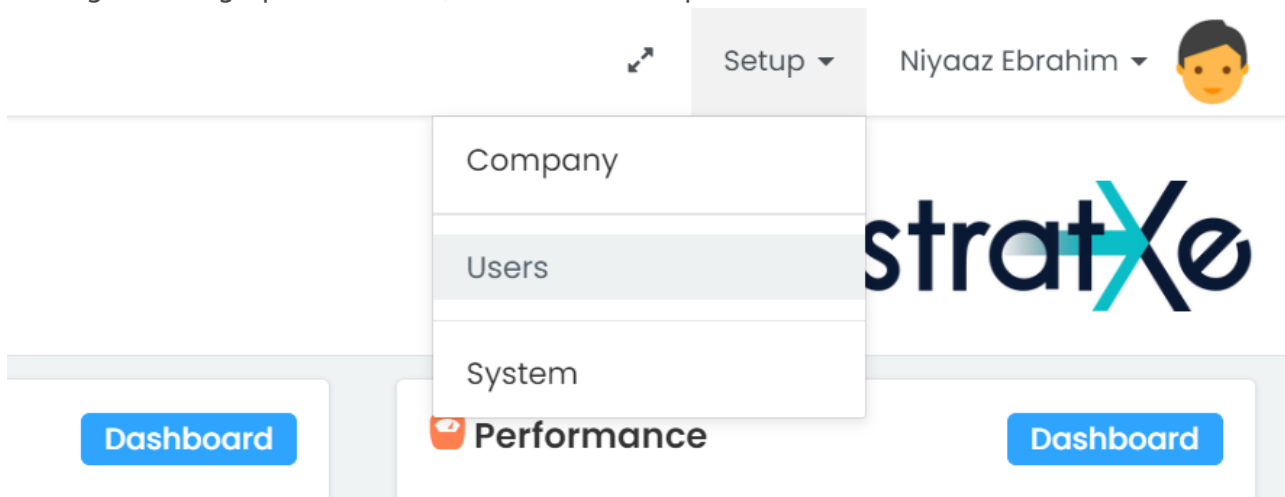 Setup
Niyaaz Ebrahim
Company
Users
System
stratXe
Dashboard
Performance
Dashboard